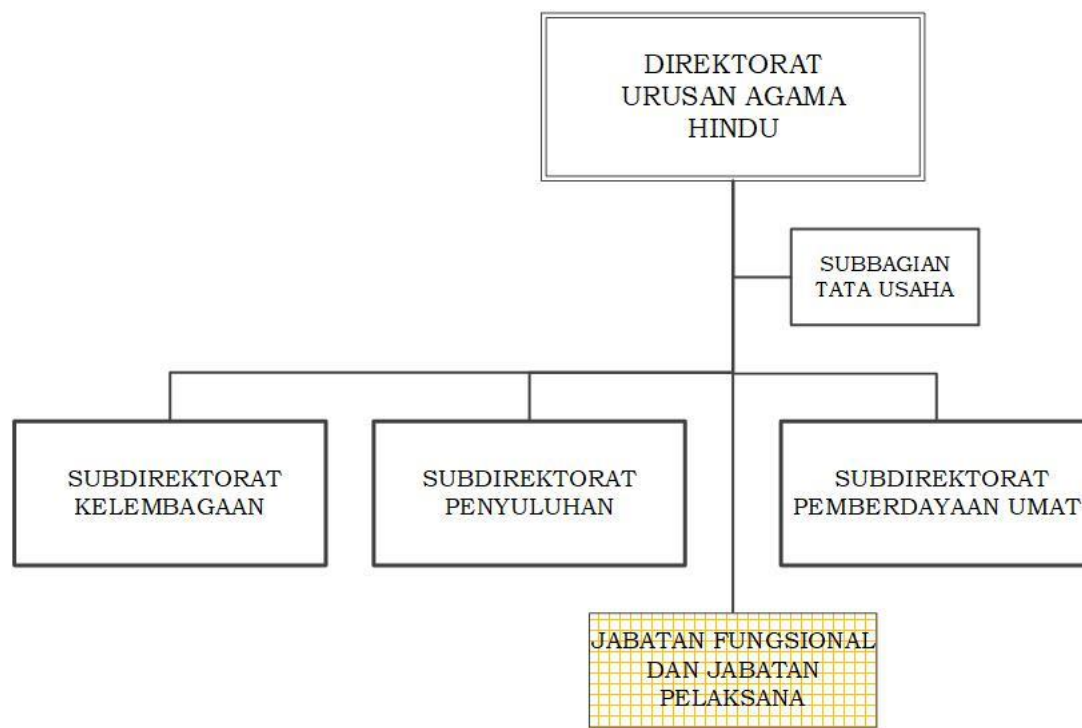 DIREKTORAT
URUSAN AGAMA
HINDU
SUBBAGIAN
TATA USAHA
SUBDIREKTORAT
KELEMBAGAAN
SUBDIREKTORAT
PENYULUHAN
SUBDIREKTORAT
PEMBERDAYAAN UMAT
JABATAN FUNGSIONAL
DAN JABATAN
PELAKSANA